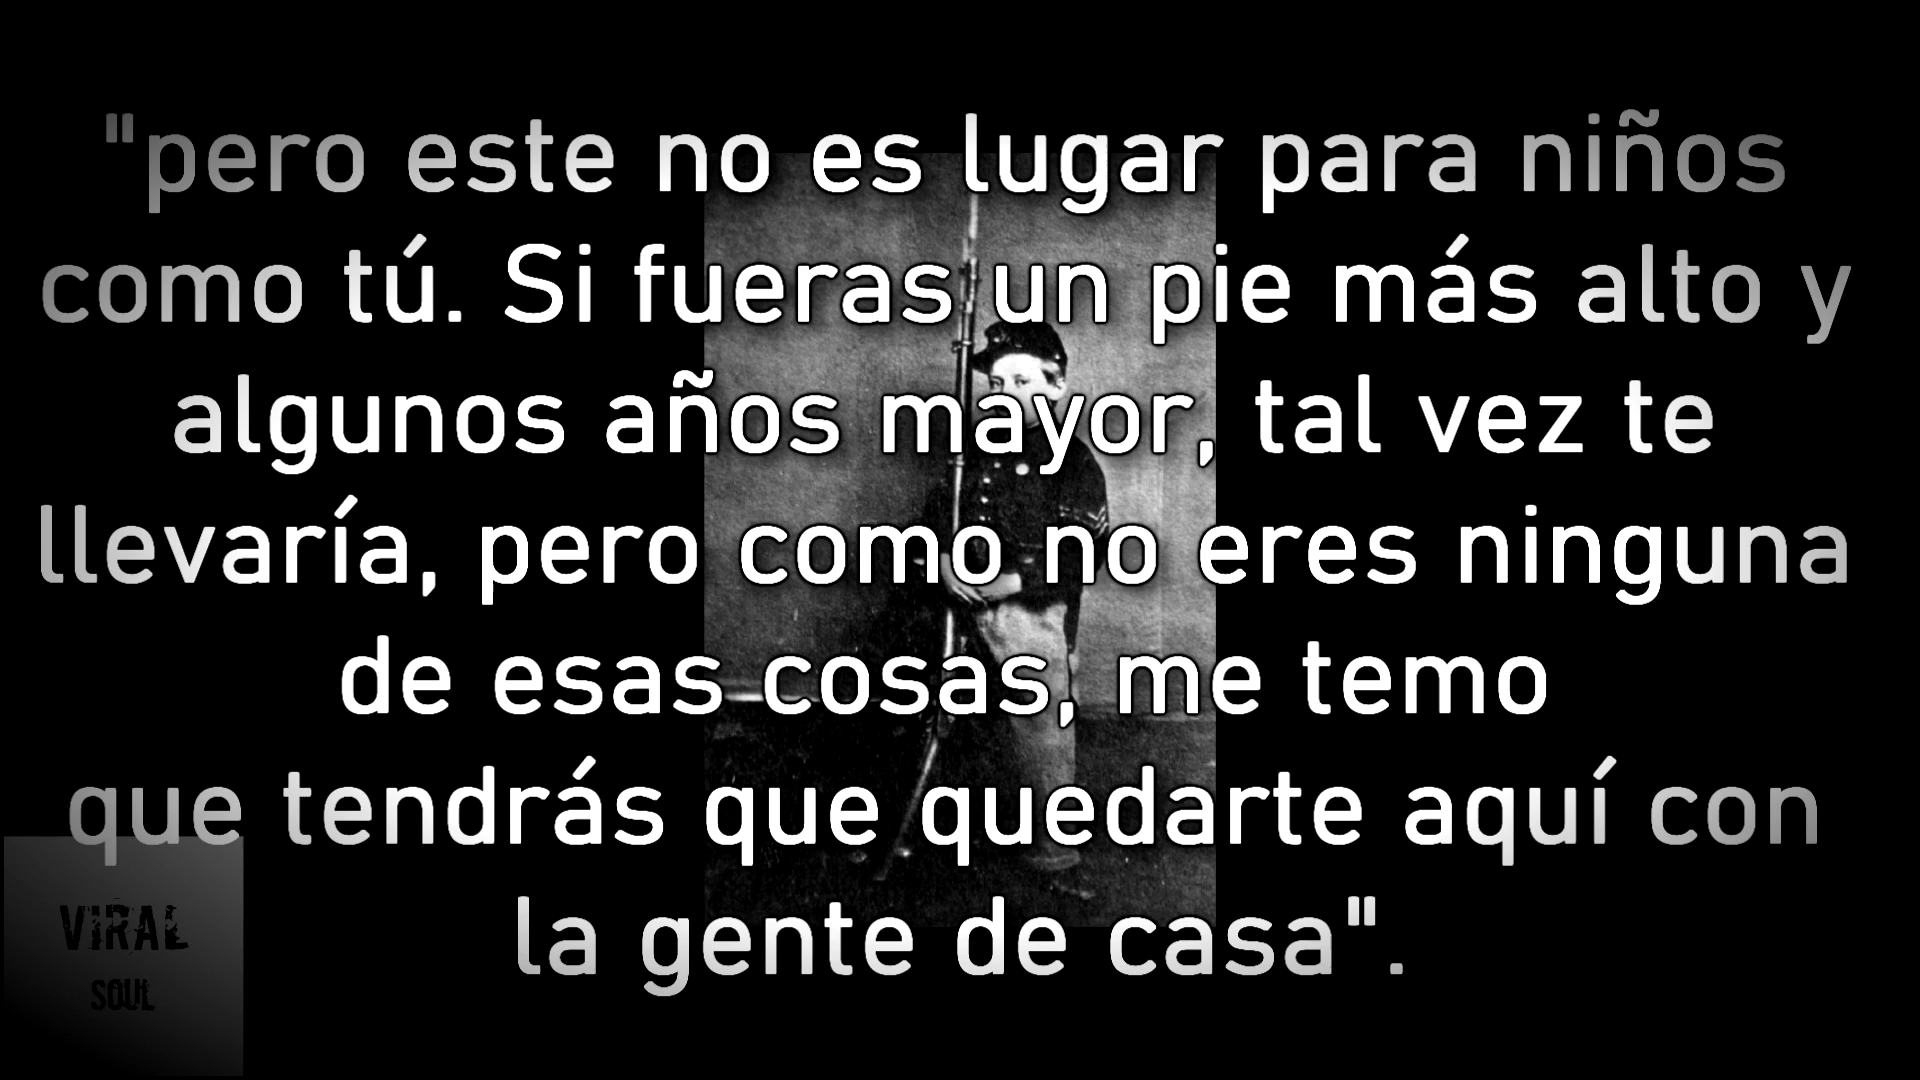 "pero este no es lugar para niños
como tú. Si fueras un pie más alto y
algunos años mayor, tal vez te
llevaría, pero como no eres ninguna
de esas cosas, me temo
que tendrás que quedarte aquí con
la gente de casa".
VIRAL
SOUL